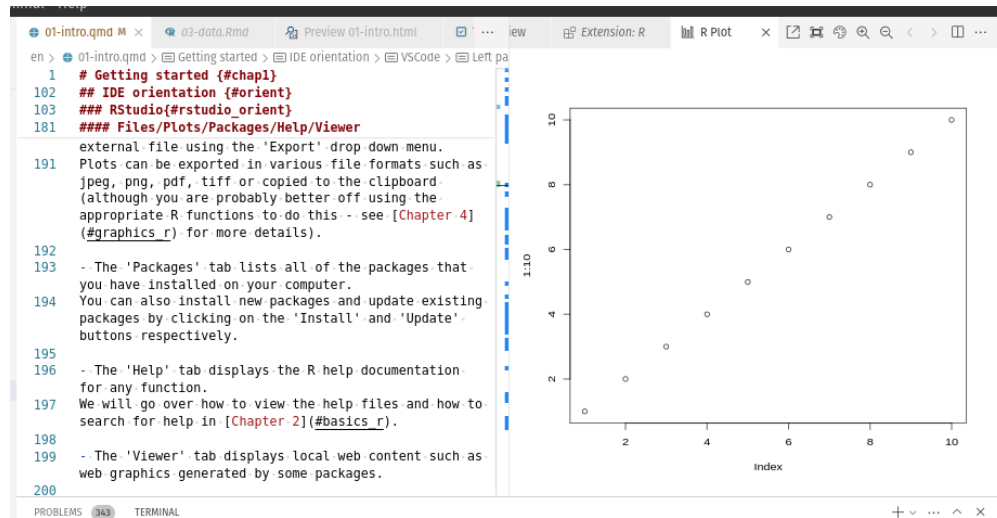 Help
01-intro.qmd M × 03-data.Rmd Preview 01-intro.html iew Extension: R R Plot ×
en > 01-intro.qmd > Getting started > IDE orientation > VSCode > Left pa
1 # Getting started {#chap1}
102 ## IDE orientation {#orient}
103 ### RStudio{#rstudio_orient}
181 #### Files/Plots/Packages/Help/Viewer
external file using the 'Export' drop down menu.
191 Plots can be exported in various file formats such as
jpeg, png, pdf, tiff or copied to the clipboard
(although you are probably better off using the
appropriate R functions to do this - see [Chapter 4]
(#graphics_r) for more details).
192
193 - The 'Packages' tab lists all of the packages that
you have installed on your computer.
194 You can also install new packages and update existing
packages by clicking on the 'Install' and 'Update'
buttons respectively.
195
196 - The 'Help' tab displays the R help documentation
for any function.
197 We will go over how to view the help files and how to
search for help in [Chapter 2](#basics_r).
198
199 - The 'Viewer' tab displays local web content such as
web graphics generated by some packages.
200
PROBLEMS 343 TERMINAL
10
8
6
4
2
1:10
2 4 6 8 10
Index